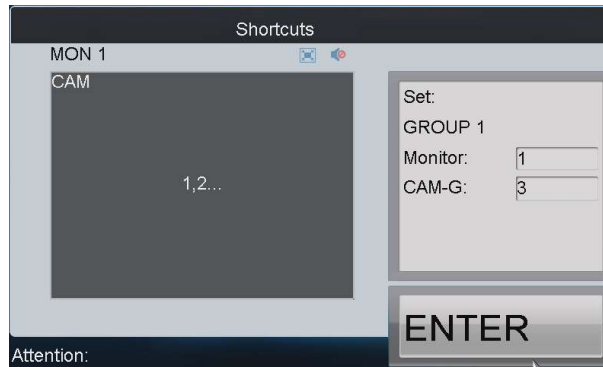 Shortcuts
MON 1
CAM
1,2...
Set:
GROUP 1
Monitor: 1
CAM-G: 3
ENTER
Attention: